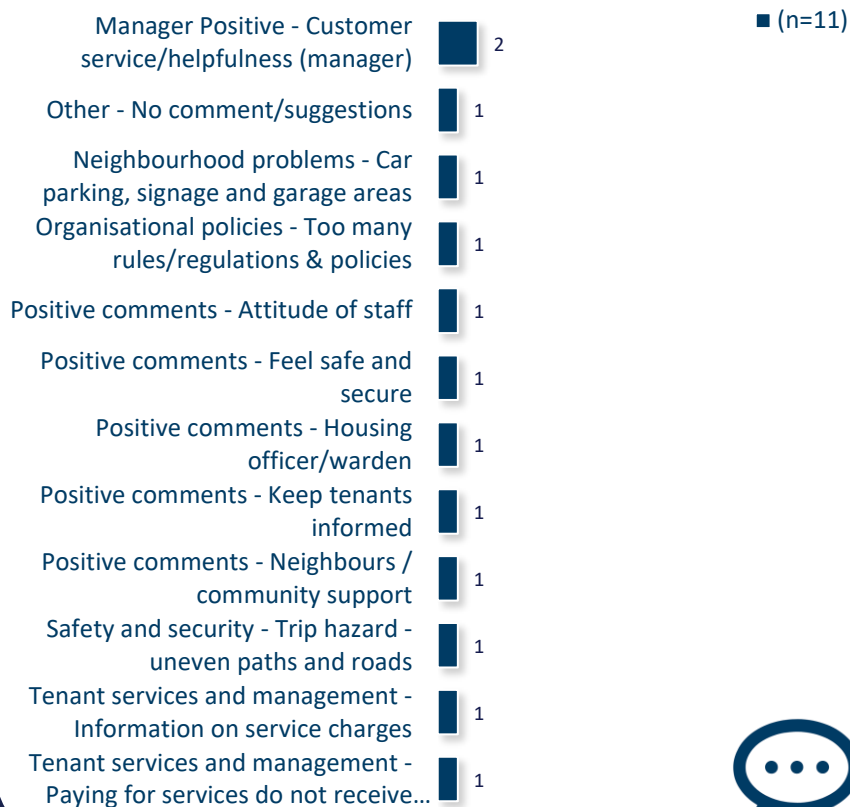 Manager Positive - Customer
service/helpfulness (manager)
2
(n=11)
Other - No comment/suggestions
1
Neighbourhood problems - Car
parking, signage and garage areas
1
Organisational policies - Too many
rules/regulations & policies
1
Positive comments - Attitude of staff
1
Positive comments - Feel safe and
secure
1
Positive comments - Housing
officer/warden
1
Positive comments - Keep tenants
informed
1
Positive comments - Neighbours /
community support
1
Safety and security - Trip hazard -
uneven paths and roads
1
Tenant services and management -
Information on service charges
1
Tenant services and management -
Paying for services do not receive…
1